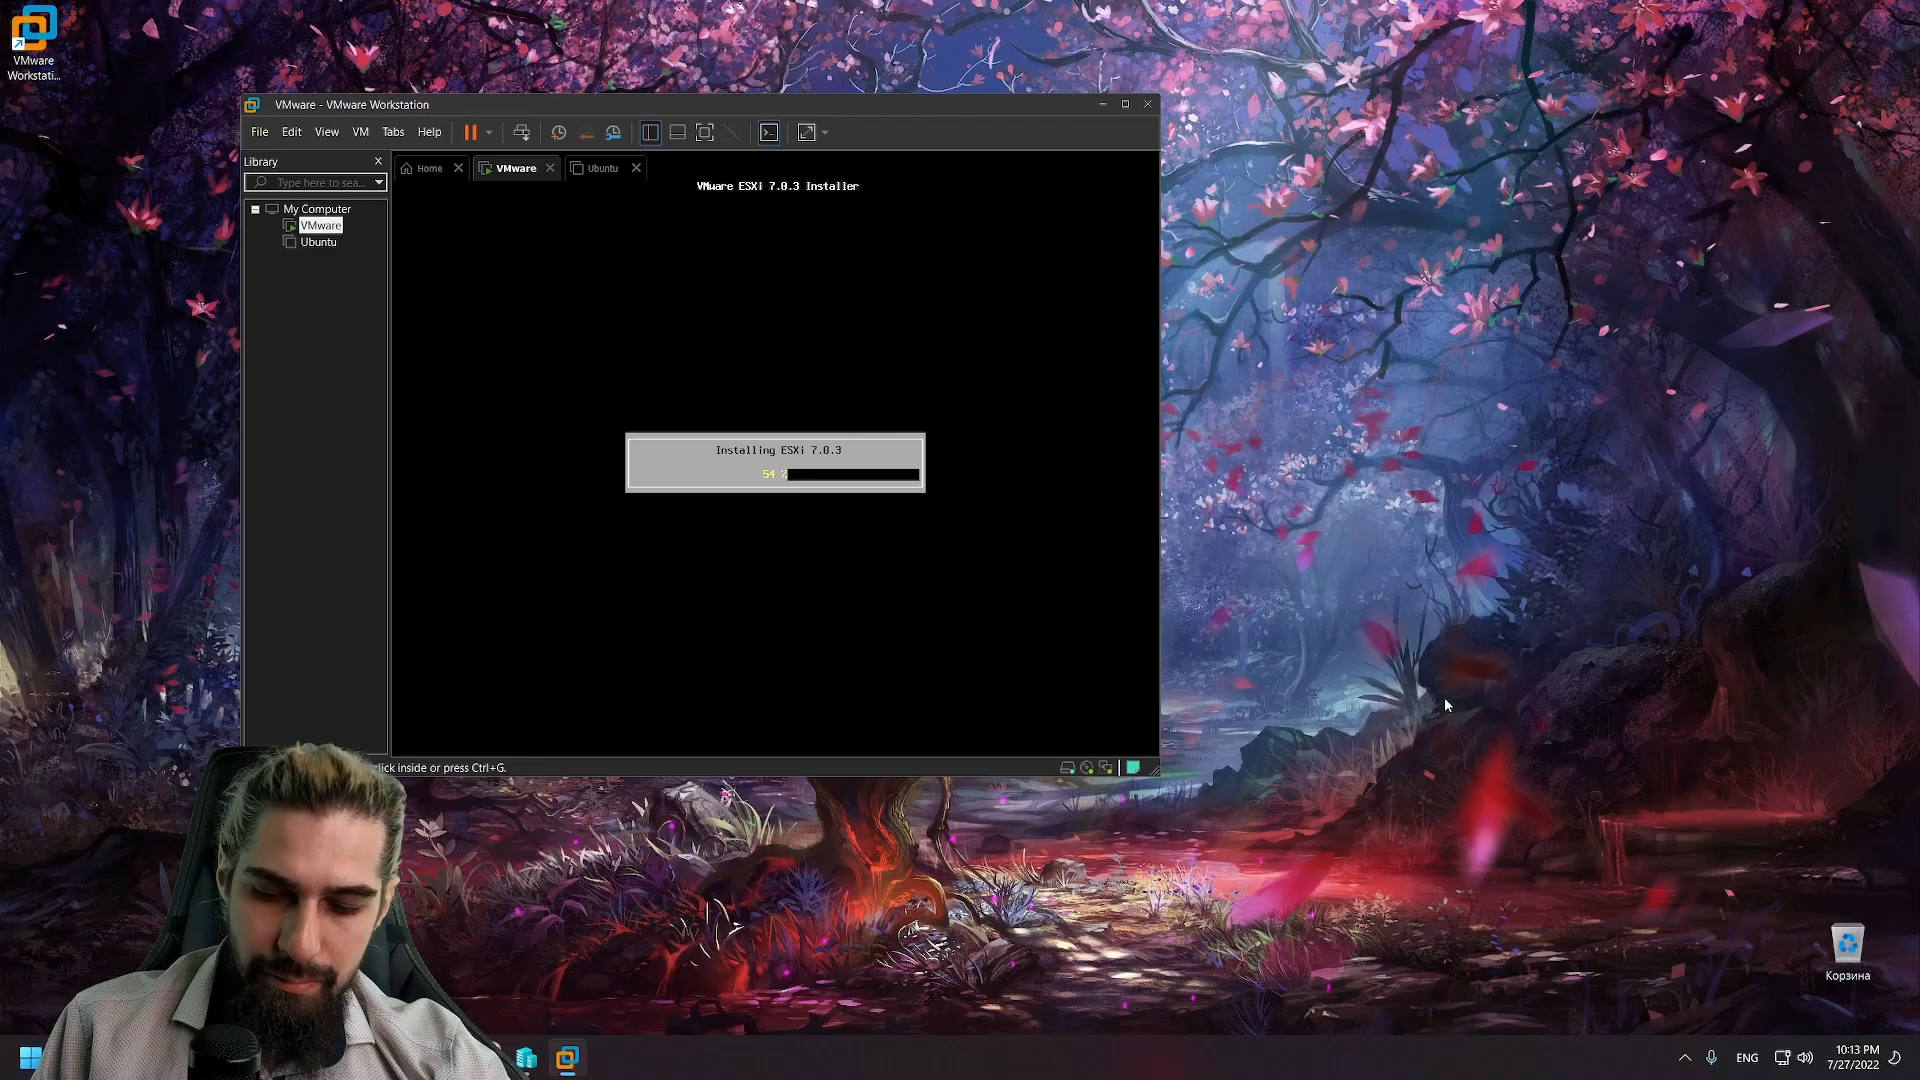 VMware
Workstati...
VMware - VMware Workstation
File Edit View VM Tabs Help
Library
Type here to sea...
My Computer
VMware
Ubuntu
Home
VMware
Ubuntu
VMware ESXi 7.0.3 Installer
Installing ESXi 7.0.3
54 %
click inside or press Ctrl+G.
Корзина
ENG
10:13 PM
7/27/2022